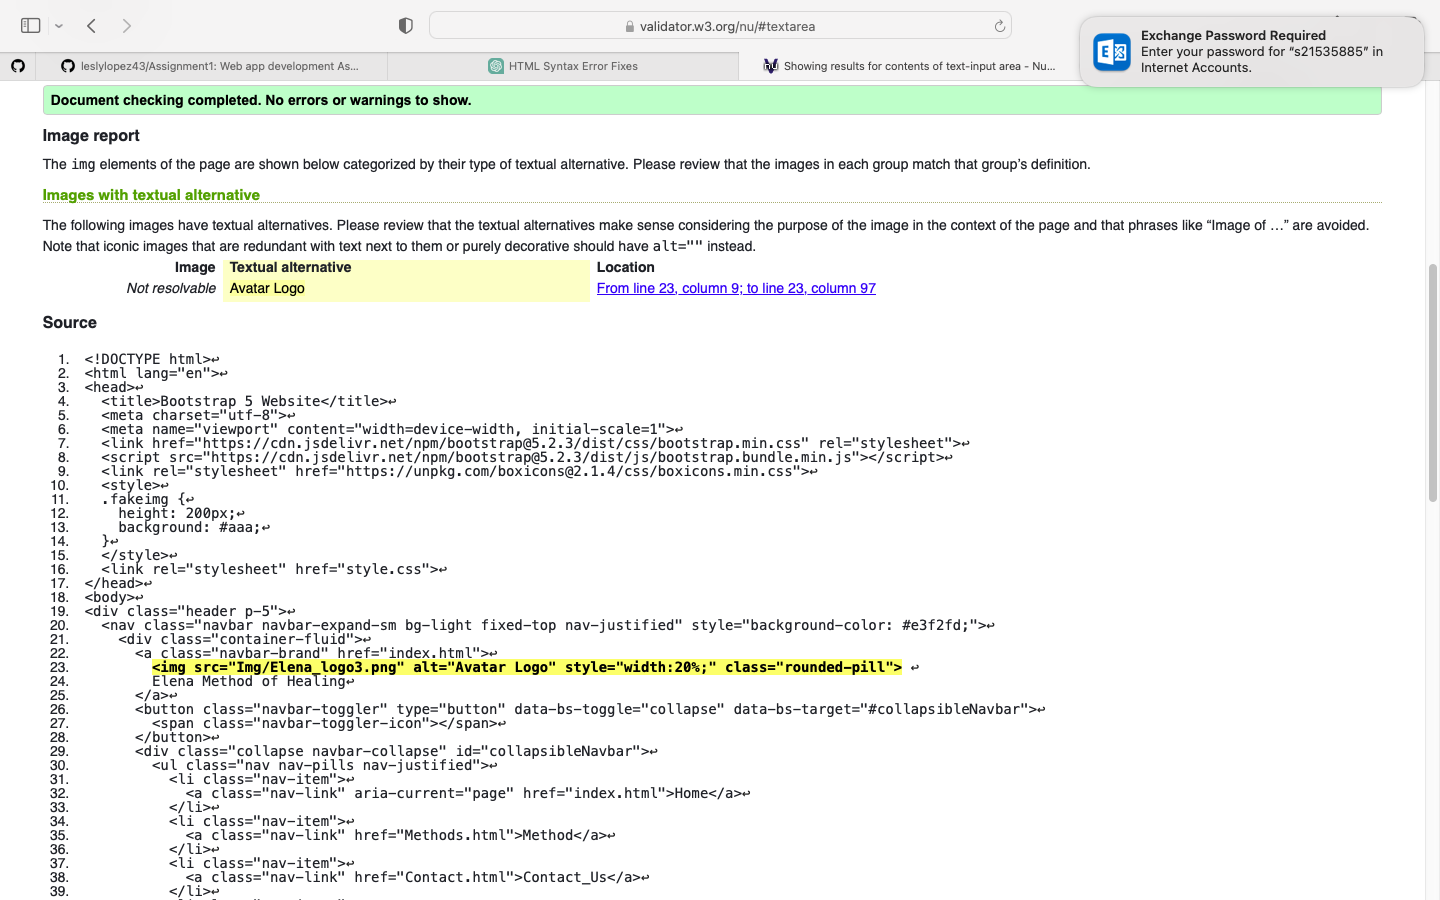 validator.w3.org/nu/#textarea
Exchange Password Required
Enter your password for “s21535885” in
Internet Accounts.
leslylopez43/Assignment1: Web app development As...
HTML Syntax Error Fixes
Showing results for contents of text-input area - Nu...
Document checking completed. No errors or warnings to show.
Image report
The img elements of the page are shown below categorized by their type of textual alternative. Please review that the images in each group match that group’s definition.
Images with textual alternative
The following images have textual alternatives. Please review that the textual alternatives make sense considering the purpose of the image in the context of the page and that phrases like “Image of …” are avoided.
Note that iconic images that are redundant with text next to them or purely decorative should have alt="" instead.
Image Textual alternative Location
Not resolvable Avatar Logo From line 23, column 9; to line 23, column 97
Source
1. <!DOCTYPE html>↩
2. <html lang="en">↩
3. <head>↩
4. <title>Bootstrap 5 Website</title>↩
5. <meta charset="utf-8">↩
6. <meta name="viewport" content="width=device-width, initial-scale=1">↩
7. <link href="https://cdn.jsdelivr.net/npm/bootstrap@5.2.3/dist/css/bootstrap.min.css" rel="stylesheet">↩
8. <script src="https://cdn.jsdelivr.net/npm/bootstrap@5.2.3/dist/js/bootstrap.bundle.min.js"></script>↩
9. <link rel="stylesheet" href="https://unpkg.com/boxicons@2.1.4/css/boxicons.min.css">↩
10. <style>↩
11. .fakeimg {↩
12. height: 200px;↩
13. background: #aaa;↩
14. }↩
15. </style>↩
16. <link rel="stylesheet" href="style.css">↩
17. </head>↩
18. <body>↩
19. <div class="header p-5">↩
20. <nav class="navbar navbar-expand-sm bg-light fixed-top nav-justified" style="background-color: #e3f2fd;">↩
21. <div class="container-fluid">↩
22. <a class="navbar-brand" href="index.html">↩
23. <img src="Img/Elena_logo3.png" alt="Avatar Logo" style="width:20%;" class="rounded-pill"> ↩
24. Elena Method of Healing↩
25. </a>↩
26. <button class="navbar-toggler" type="button" data-bs-toggle="collapse" data-bs-target="#collapsibleNavbar">↩
27. <span class="navbar-toggler-icon"></span>↩
28. </button>↩
29. <div class="collapse navbar-collapse" id="collapsibleNavbar">↩
30. <ul class="nav nav-pills nav-justified">↩
31. <li class="nav-item">↩
32. <a class="nav-link" aria-current="page" href="index.html">Home</a>↩
33. </li>↩
34. <li class="nav-item">↩
35. <a class="nav-link" href="Methods.html">Method</a>↩
36. </li>↩
37. <li class="nav-item">↩
38. <a class="nav-link" href="Contact.html">Contact_Us</a>↩
39. </li>↩